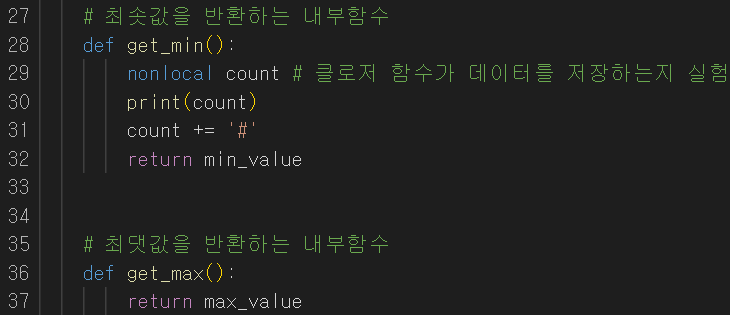 27 # 최솟값을 반환하는 내부함수
28 def get_min():
29 nonlocal count # 클로저 함수가 데이터를 저장하는지 실험
30 print(count)
31 count += '#'
32 return min_value
33
34
35 # 최댓값을 반환하는 내부함수
36 def get_max():
37 return max_value